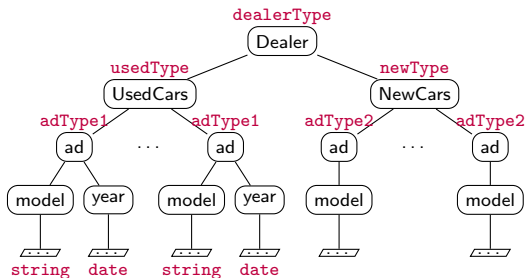 dealerType
Dealer
usedType newType
UsedCars NewCars
adType1 adType1 adType2 adType2
ad ... ad ad ... ad
model year model year model model
... ... ... ... ... ...
string date string date